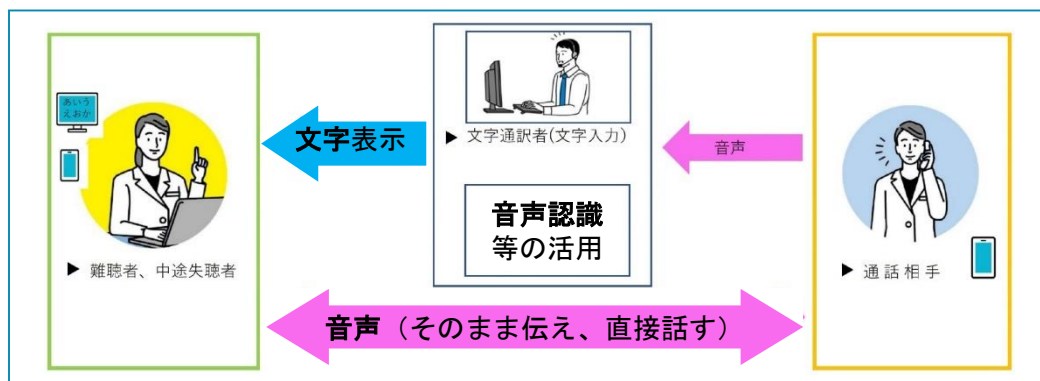 あいう
えおか
▶ 難聴者、中途失聴者
文字表示
▶ 文字通訳者(文字入力)
音声認識
等の活用
音声
▶ 通話相手
音声（そのまま伝え、直接話す）